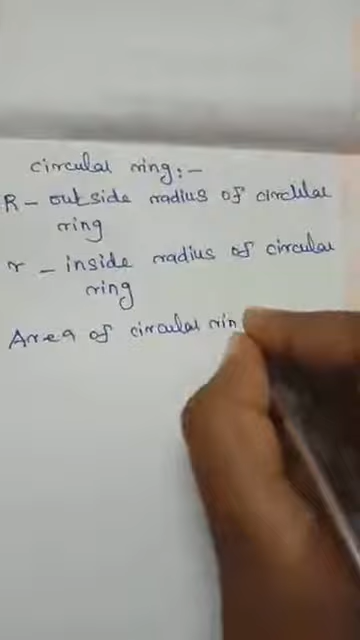 circular ring:-
R - outside radius of circular
ring
r - inside radius of circular
ring
Area of circular rin